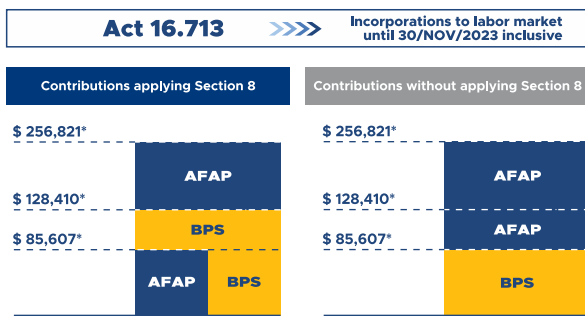 Act 16.713
Incorporations to labor market
until 30/NOV/2023 inclusive
Contributions applying Section 8
$ 256,821*
AFAP
$ 128,410*
BPS
$ 85,607*
AFAP BPS
Contributions without applying Section 8
$ 256,821*
AFAP
$ 128,410*
AFAP
$ 85,607*
BPS